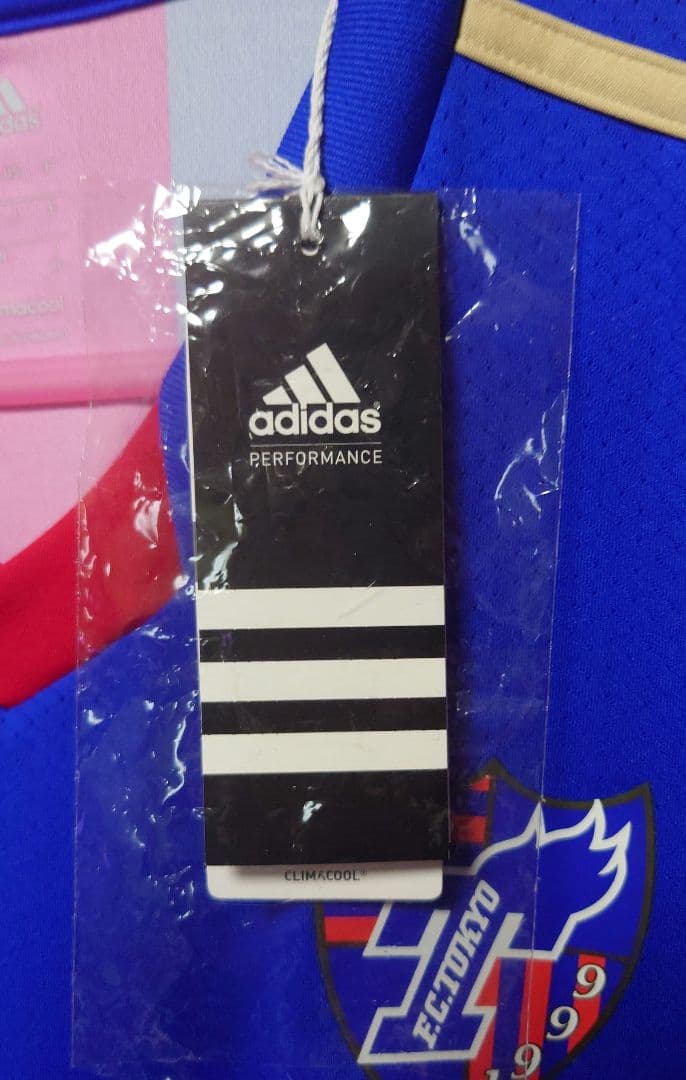 adidas®
PERFORMANCE
CLIMACOOL®
F.C.TOKYO
1999